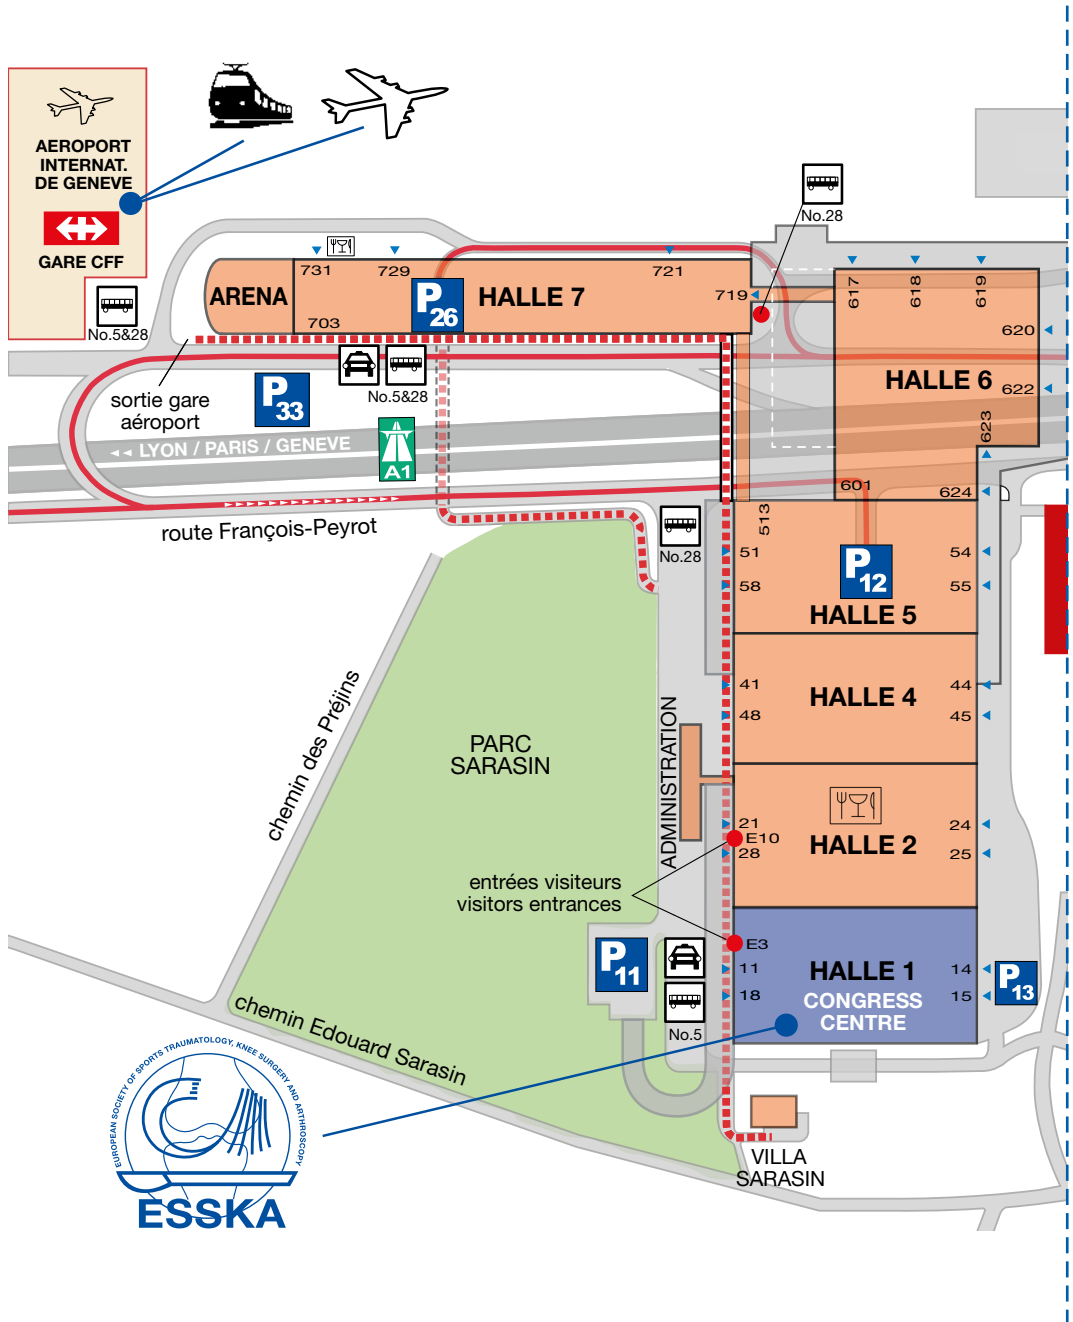 AEROPORT
INTERNAT.
DE GENEVE
GARE CFF
No.5&28
No.28
731
729
721
719
ARENA
703
P26
HALLE 7
617
618
619
620
622
623
624
HALLE 6
601
sortie gare
aéroport
P33
No.5&28
LYON / PARIS / GENEVE
A1
route François-Peyrot
No.28
513
51
58
54
55
P12
HALLE 5
41
48
44
45
HALLE 4
chemin des Préjins
PARC
SARASIN
ADMINISTRATION
21
E10
28
24
25
HALLE 2
entrées visiteurs
visitors entrances
E3
11
18
14
15
HALLE 1
CONGRESS
CENTRE
P13
P11
No.5
chemin Edouard Sarasin
VILLA
SARASIN
EUROPEAN SOCIETY OF SPORTS TRAUMATOLOGY, KNEE SURGERY AND ARTHROSCOPY
ESSKA